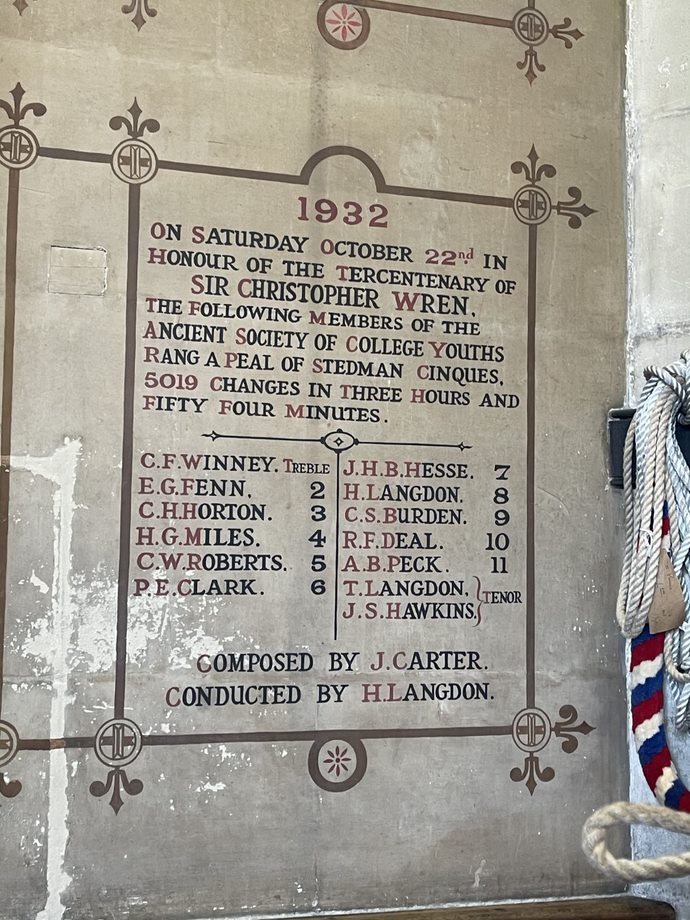 1932
ON SATURDAY OCTOBER 22nd IN
HONOUR OF THE TERCENTENARY OF
SIR CHRISTOPHER WREN,
THE FOLLOWING MEMBERS OF THE
ANCIENT SOCIETY OF COLLEGE YOUTHS
RANG A PEAL OF STEDMAN CINQUES,
5019 CHANGES IN THREE HOURS AND
FIFTY FOUR MINUTES.
C.F.WINNEY. TREBLE
E.G.FENN, 2
C.H.HORTON. 3
H.G.MILES. 4
C.W.ROBERTS. 5
P.E.CLARK. 6
J.H.B.HESSE. 7
H.LANGDON. 8
C.S.BURDEN. 9
R.F.DEAL. 10
A.B.PECK. 11
T.LANGDON, TENOR
J.S.HAWKINS.
COMPOSED BY J.CARTER.
CONDUCTED BY H.LANGDON.